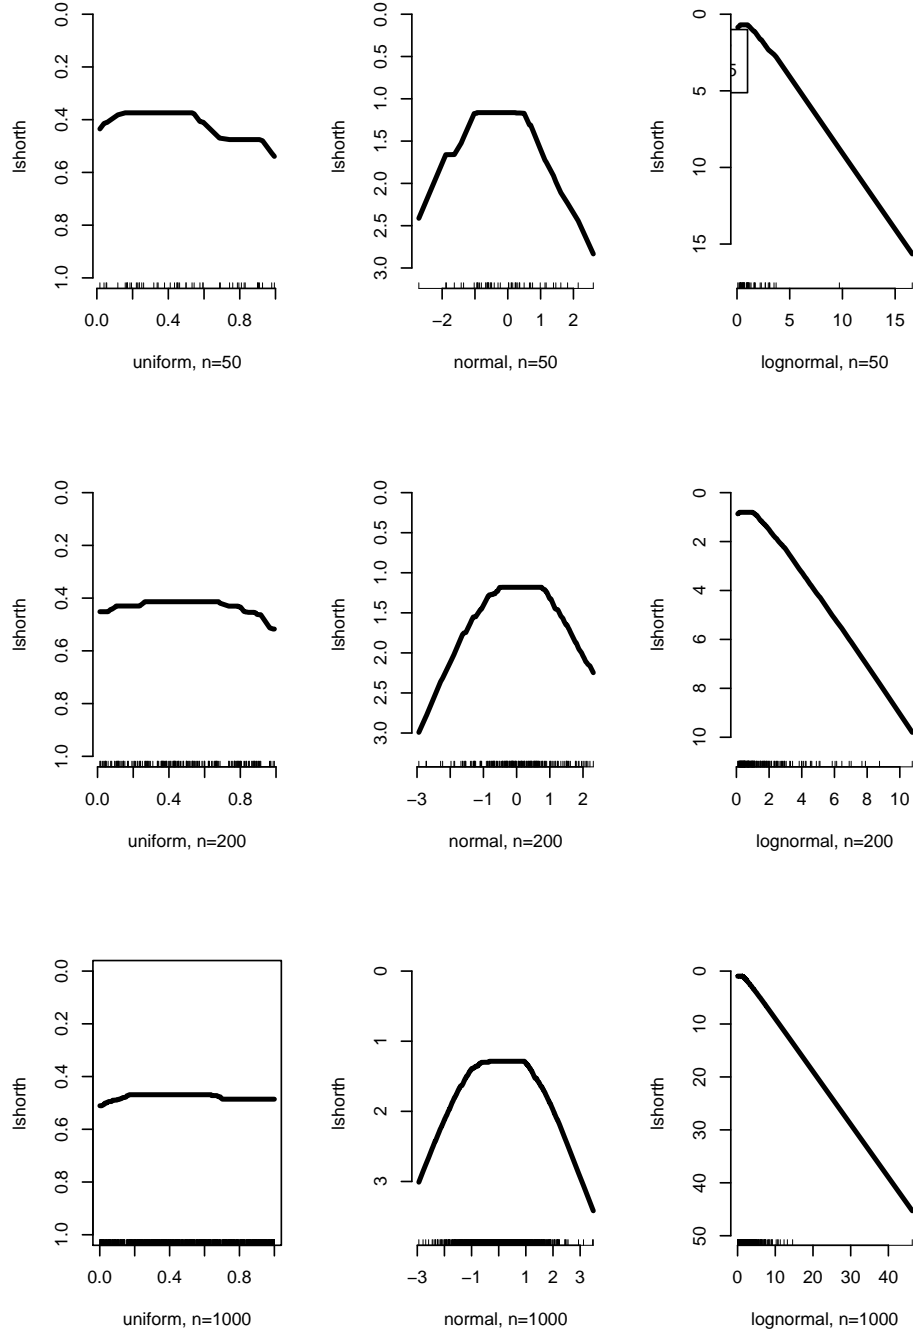 0.0 0.2 0.4 0.6 0.8 1.0
lshorth
0.0 0.4 0.8
uniform, n=50
0.0 0.5 1.0 1.5 2.0 2.5 3.0
lshorth
−2 0 1 2
normal, n=50
0 5 10 15
lshorth
5
0 5 10 15
lognormal, n=50
0.0 0.2 0.4 0.6 0.8 1.0
lshorth
0.0 0.4 0.8
uniform, n=200
0.0 0.5 1.0 1.5 2.0 2.5 3.0
lshorth
−3 −1 0 1 2
normal, n=200
0 2 4 6 8 10
lshorth
0 2 4 6 8 10
lognormal, n=200
0.0 0.2 0.4 0.6 0.8 1.0
lshorth
0.0 0.4 0.8
uniform, n=1000
0 1 2 3
lshorth
−3 −1 0 1 2 3
normal, n=1000
0 10 20 30 40 50
lshorth
0 10 20 30 40
lognormal, n=1000